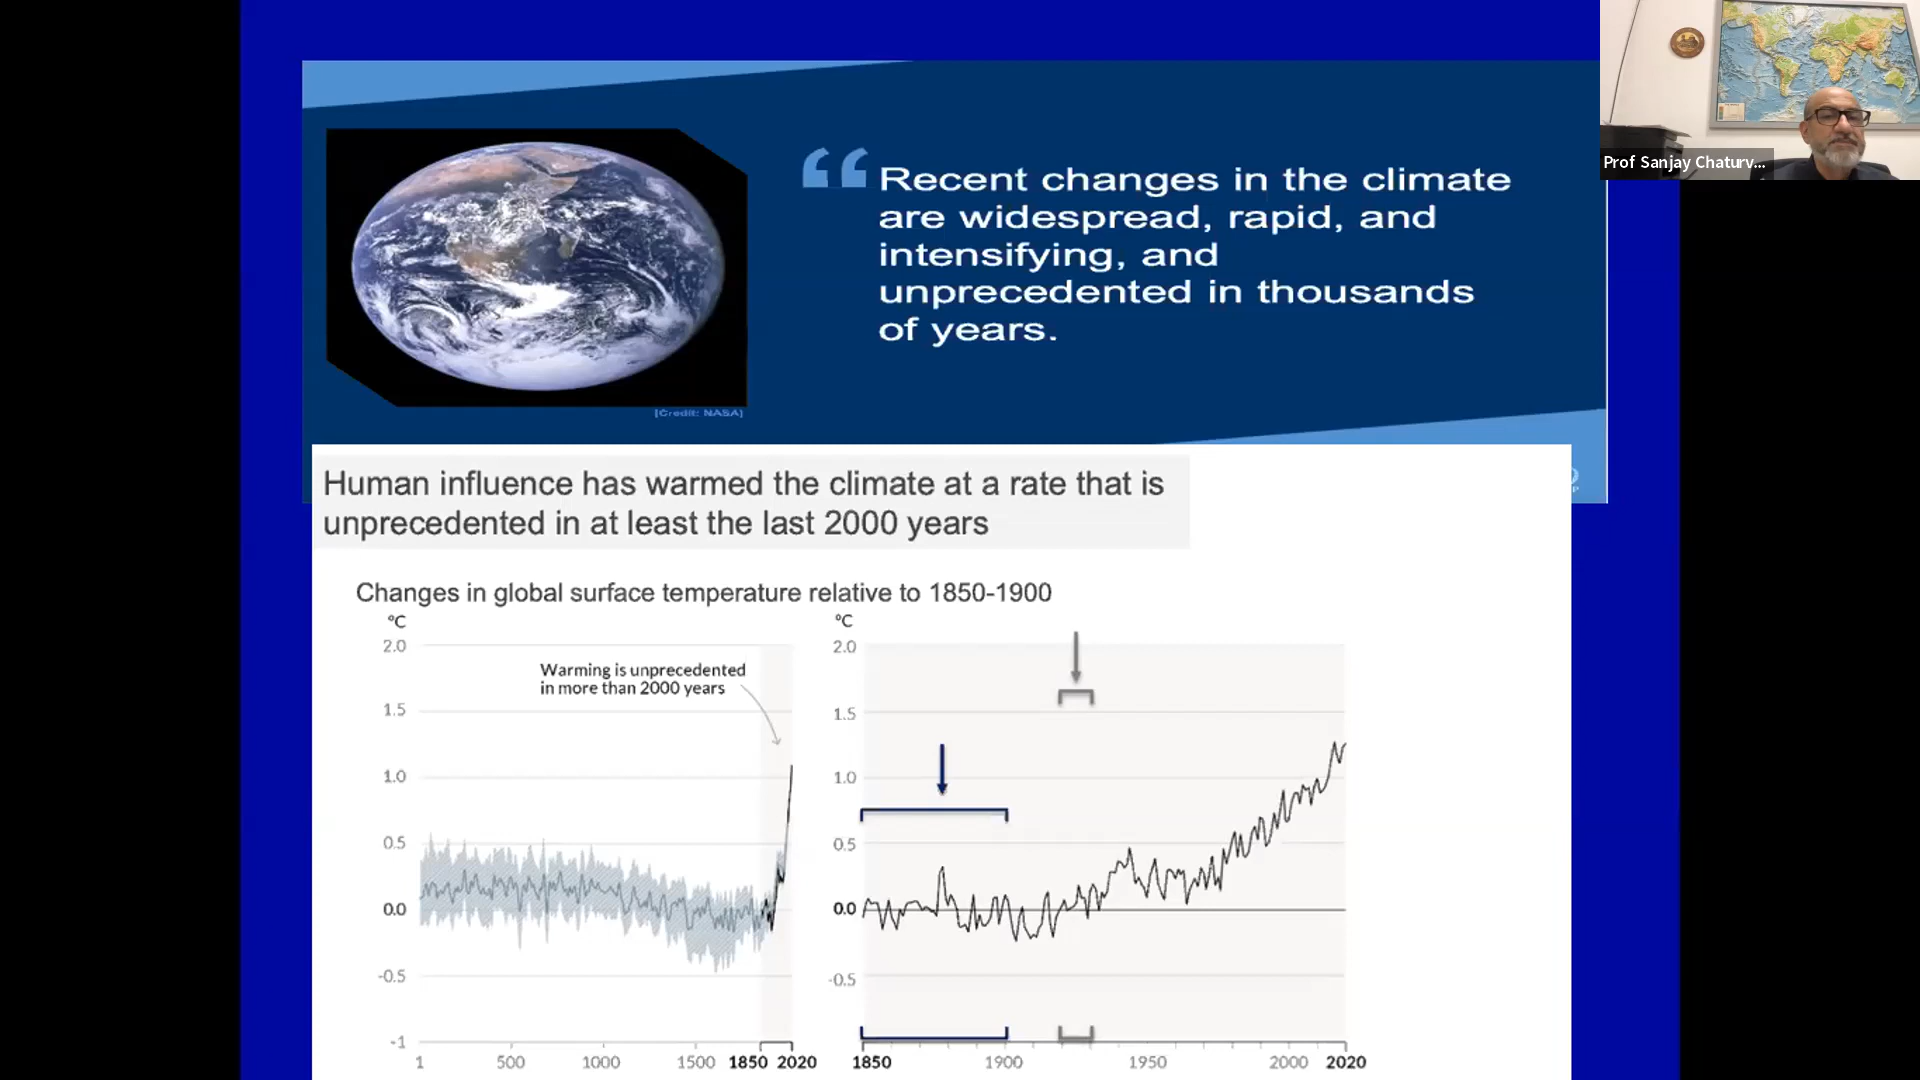 Recent changes in the climate
are widespread, rapid, and
intensifying, and
unprecedented in thousands
of years.
[Credit: NASA]
Prof Sanjay Chaturv...
Human influence has warmed the climate at a rate that is
unprecedented in at least the last 2000 years
Changes in global surface temperature relative to 1850-1900
ºC
2.0
1.5
1.0
0.5
0.0
-0.5
-1
Warming is unprecedented
in more than 2000 years
1 500 1000 1500 1850 2020
ºC
2.0
1.5
1.0
0.5
0.0
-0.5
1850 1900 1950 2000 2020